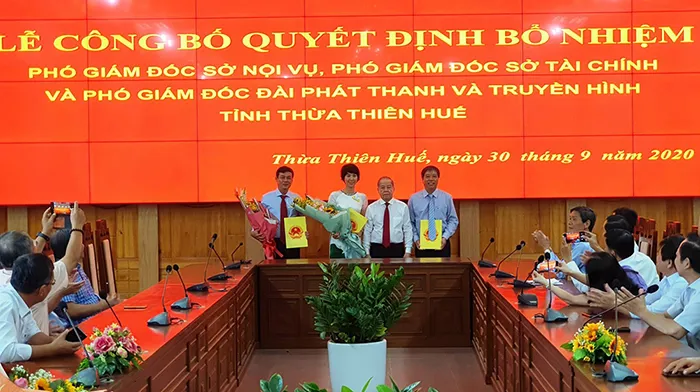 LỄ CÔNG BỐ QUYẾT ĐỊNH BỔ NHIỆM
PHÓ GIÁM ĐỐC SỞ NỘI VỤ, PHÓ GIÁM ĐỐC SỞ TÀI CHÍNH
VÀ PHÓ GIÁM ĐỐC ĐÀI PHÁT THANH VÀ TRUYỀN HÌNH
TỈNH THỪA THIÊN HUẾ
Thừa Thiên Huế, ngày 30 tháng 9 năm 2020